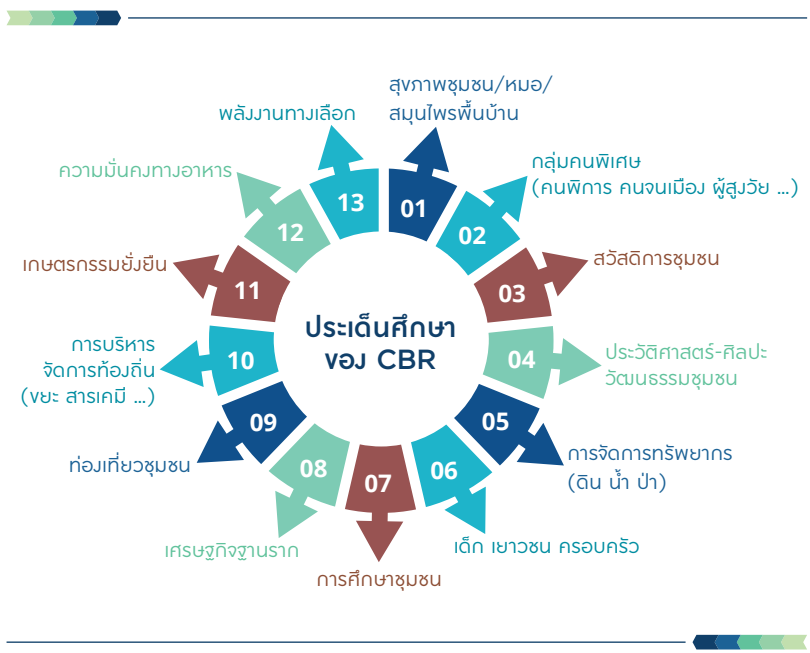 ประเด็นศึกษา
ของ CBR
01
สุขภาพชุมชน/หมอ/
สมุนไพรพื้นบ้าน
02
กลุ่มคนพิเศษ
(คนพิการ คนจนเมือง ผู้สูงวัย ...)
03
สวัสดิการชุมชน
04
ประวัติศาสตร์-ศิลปะ
วัฒนธรรมชุมชน
05
การจัดการทรัพยากร
(ดิน น้ำ ป่า)
06
เด็ก เยาวชน ครอบครัว
07
การศึกษาชุมชน
08
เศรษฐกิจฐานราก
09
ท่องเที่ยวชุมชน
10
การบริหาร
จัดการท้องถิ่น
(ขยะ สารเคมี ...)
11
เกษตรกรรมยั่งยืน
12
ความมั่นคงทางอาหาร
13
พลังงานทางเลือก